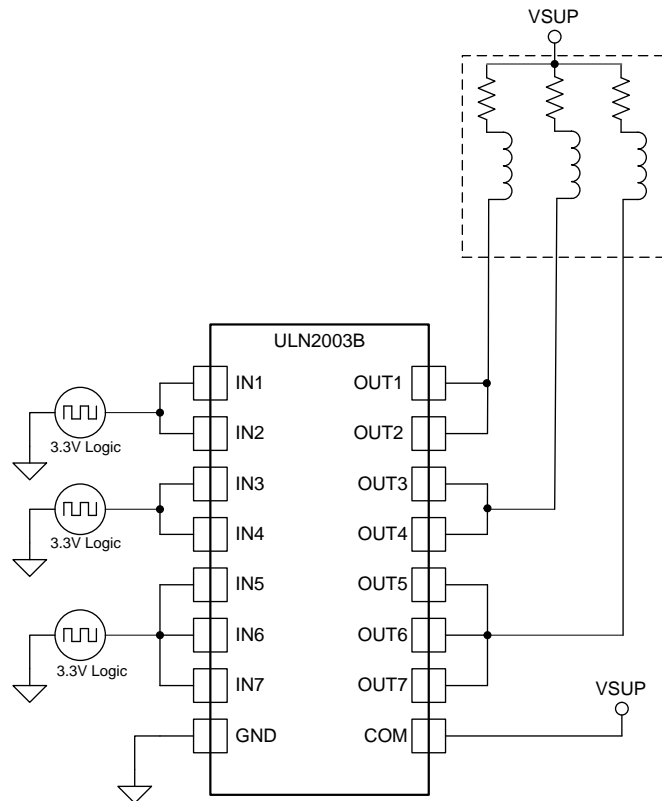 VSUP
ULN2003B
IN1
OUT1
IN2
OUT2
3.3V Logic
IN3
OUT3
IN4
OUT4
3.3V Logic
IN5
OUT5
IN6
OUT6
3.3V Logic
IN7
OUT7
VSUP
GND
COM